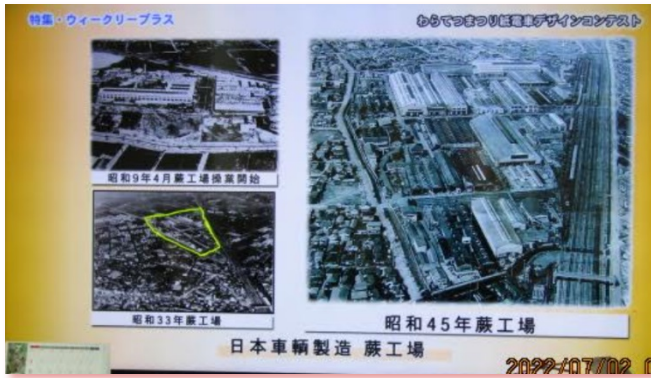 特集・ウィークリープラス
わらてつまつり紙電車デザインコンテスト
昭和9年4月蕨工場操業開始
昭和33年蕨工場
昭和45年蕨工場
日本車輌製造 蕨工場
2022/07/02